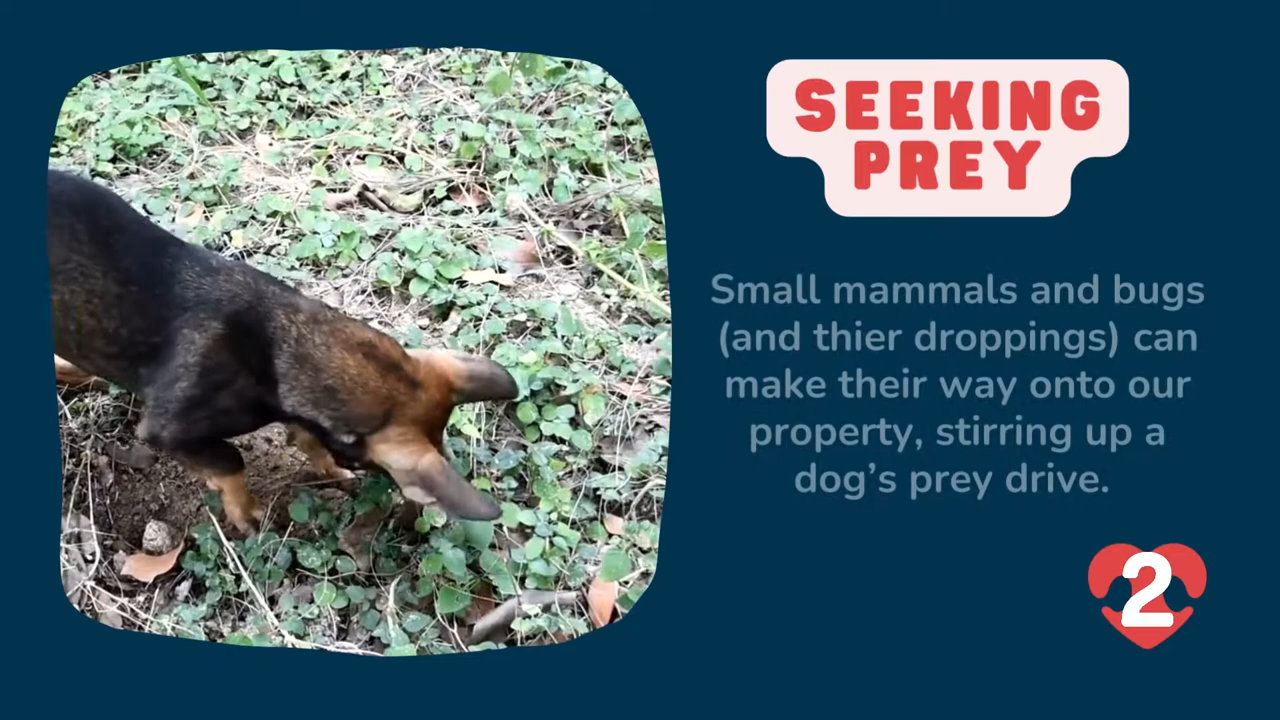 SEEKING
PREY
Small mammals and bugs
(and thier droppings) can
make their way onto our
property, stirring up a
dog’s prey drive.
2